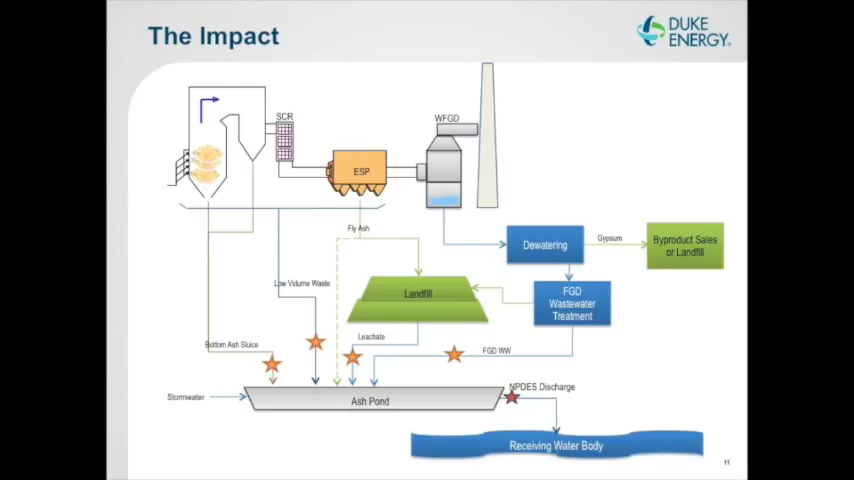 The Impact
DUKE
ENERGY®
SCR
WFGD
ESP
Fly Ash
Dewatering
Gypsum
Byproduct Sales
or Landfill
Low Volume Waste
Landfill
FGD
Wastewater
Treatment
Leachate
Bottom Ash Sluice
FGD WW
Stormwater
Ash Pond
NPDES Discharge
Receiving Water Body
11